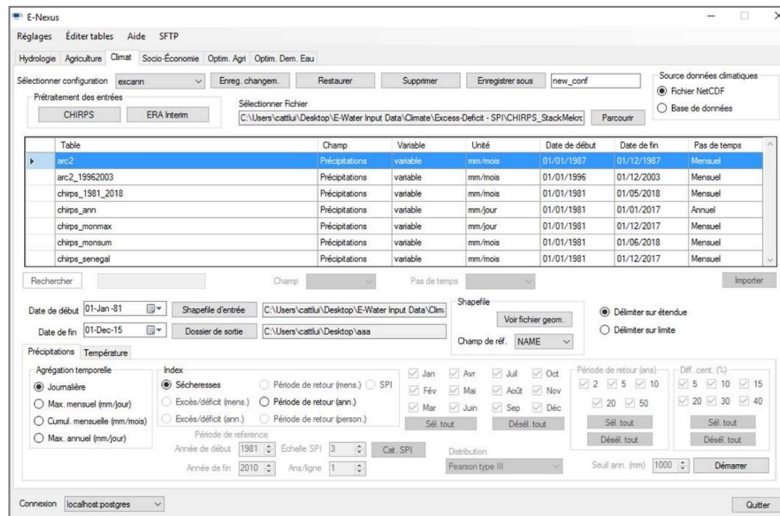 E-Nexus
Réglages Éditer tables Aide SFTP
Hydrologie Agriculture Climat Socio-Économie Optim. Agri Optim. Dem. Eau
Sélectionner configuration excann Enreg. changem. Restaurer Supprimer Enregistrer sous new_conf
Source données climatiques
Fichier NetCDF
Base de données
Prétraitement des entrées
CHIRPS ERA Interim
Sélectionner Fichier
C:\Users\cattlui\Desktop\E-Water Input Data\Climate\Excess-Deficit - SPI\CHIRPS_StackMekro Parcourir
Table Champ Variable Unité Date de début Date de fin Pas de temps
arc2 Précipitations variable mm/mois 01/01/1987 01/12/1987 Mensuel
arc2_19962003 Précipitations variable mm/mois 01/01/1996 01/12/2003 Mensuel
chirps_1981_2018 Précipitations variable mm/mois 01/01/1981 01/05/2018 Mensuel
chirps_ann Précipitations variable mm/jour 01/01/1981 01/01/2017 Annuel
chirps_monmax Précipitations variable mm/jour 01/01/1981 01/12/2017 Mensuel
chirps_monsum Précipitations variable mm/mois 01/01/1981 01/06/2018 Mensuel
chirps_senegal Précipitations variable mm/mois 01/01/1981 01/12/2017 Mensuel
Rechercher Champ Pas de temps Importer
Date de début 01-Jan -81 Shapefile d'entrée C:\Users\cattlui\Desktop\E-Water Input Data\Clim
Date de fin 01-Dec-15 Dossier de sortie C:\Users\cattlui\Desktop\aaa
Shapefile
Voir fichier geom.
Champ de réf. NAME
Délimiter sur étendue
Délimiter sur limite
Précipitations Température
Agrégation temporelle
Journalière
Max. mensuel (mm/jour)
Cumul. mensuelle (mm/mois)
Max. annuel (mm/jour)
Index
Sécheresses Période de retour (mens.) SPI
Excès/déficit (mens.) Période de retour (ann.)
Excès/déficit (ann.) Période de retour (person.)
Jan Avr Juil Oct
Fév Mai Août Nov
Mar Juin Sep Déc
Sél. tout Désél. tout
Période de retour (ans)
2 5 10
20 50
Sél. tout
Désél. tout
Diff. cent. (%)
5 10 15
20 30 40
Sél. tout
Désél. tout
Période de reference
Année de début 1981 Échelle SPI 3 Cat. SPI
Année de fin 2010 Ans/ligne 1
Distribution
Pearson type III
Seuil ann. (mm) 1000 Démarrer
Connexion localhost:postgres Quitter